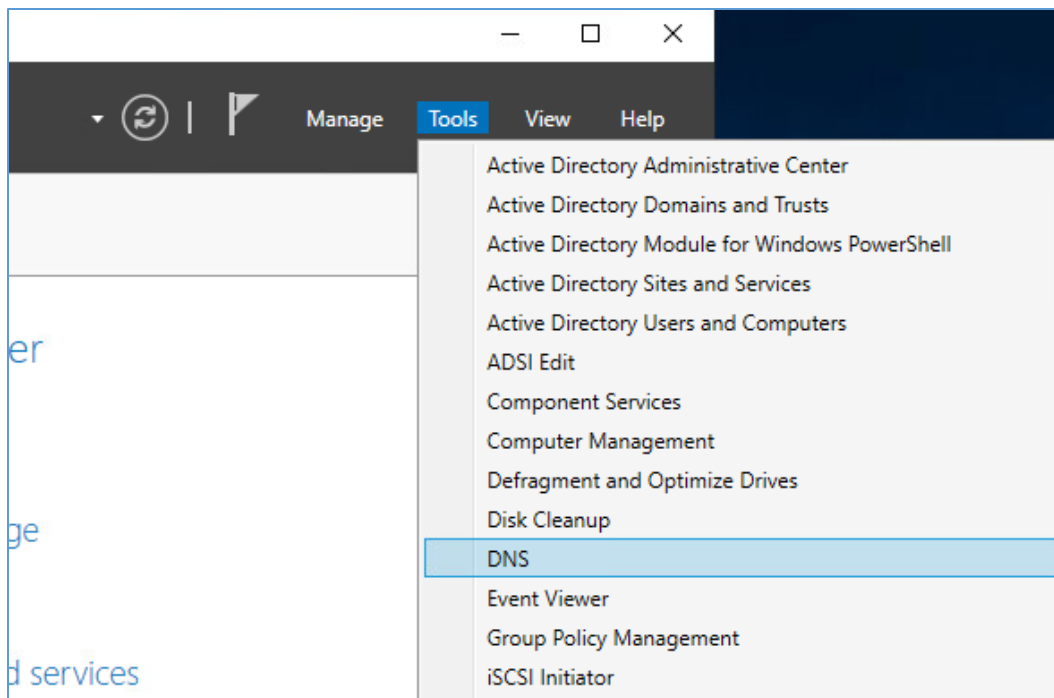 Manage Tools View Help
Active Directory Administrative Center
Active Directory Domains and Trusts
Active Directory Module for Windows PowerShell
Active Directory Sites and Services
Active Directory Users and Computers
er
ADSI Edit
Component Services
Computer Management
Defragment and Optimize Drives
ge
Disk Cleanup
DNS
Event Viewer
Group Policy Management
d services
iSCSI Initiator